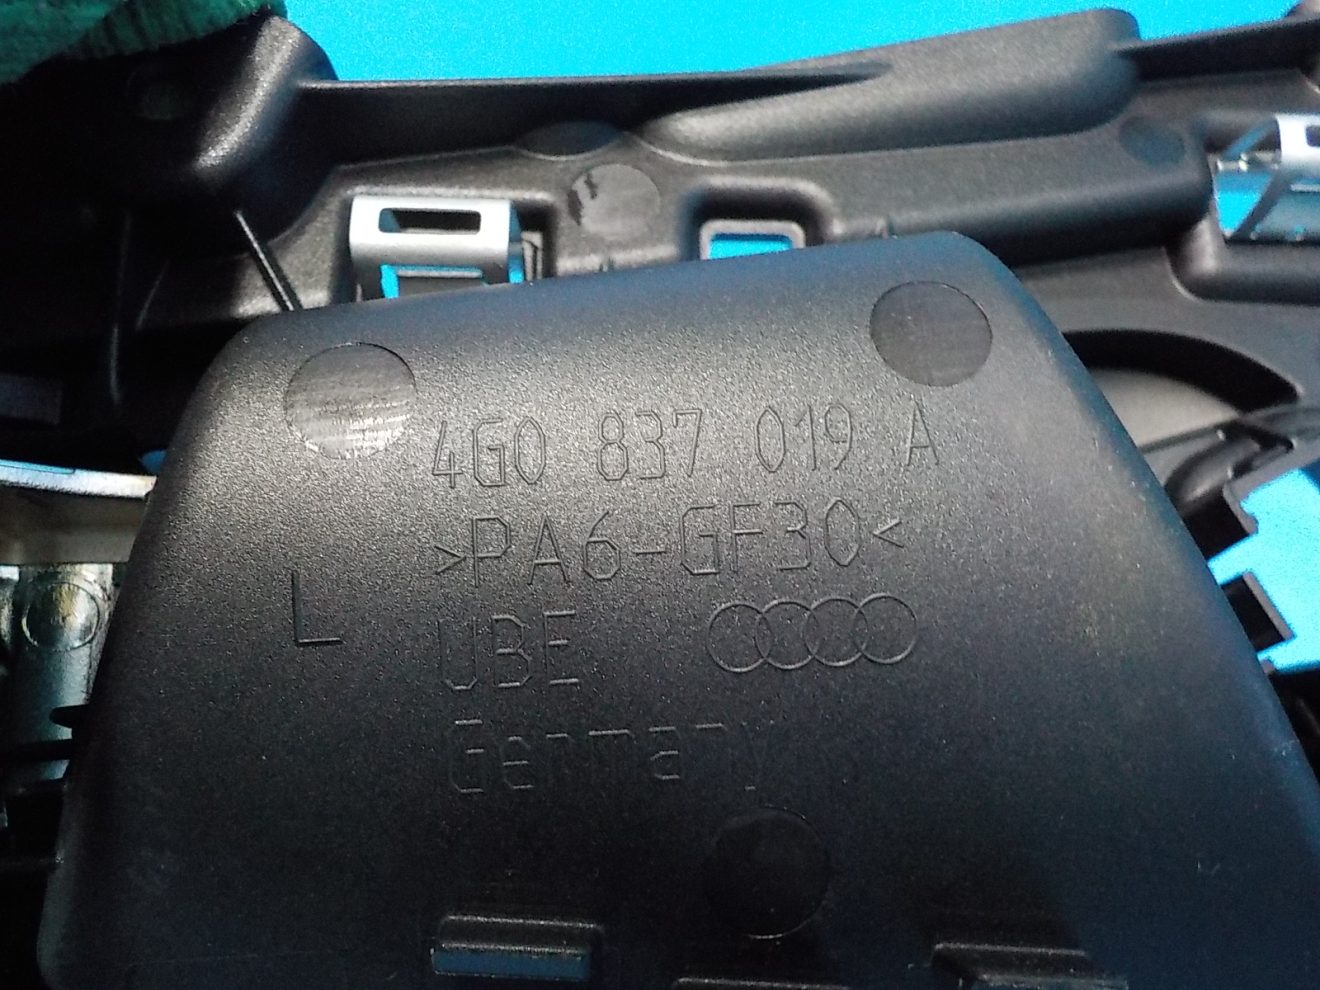 4G0 837 019 A
>PA6-GF30<
L
UBE
Germany